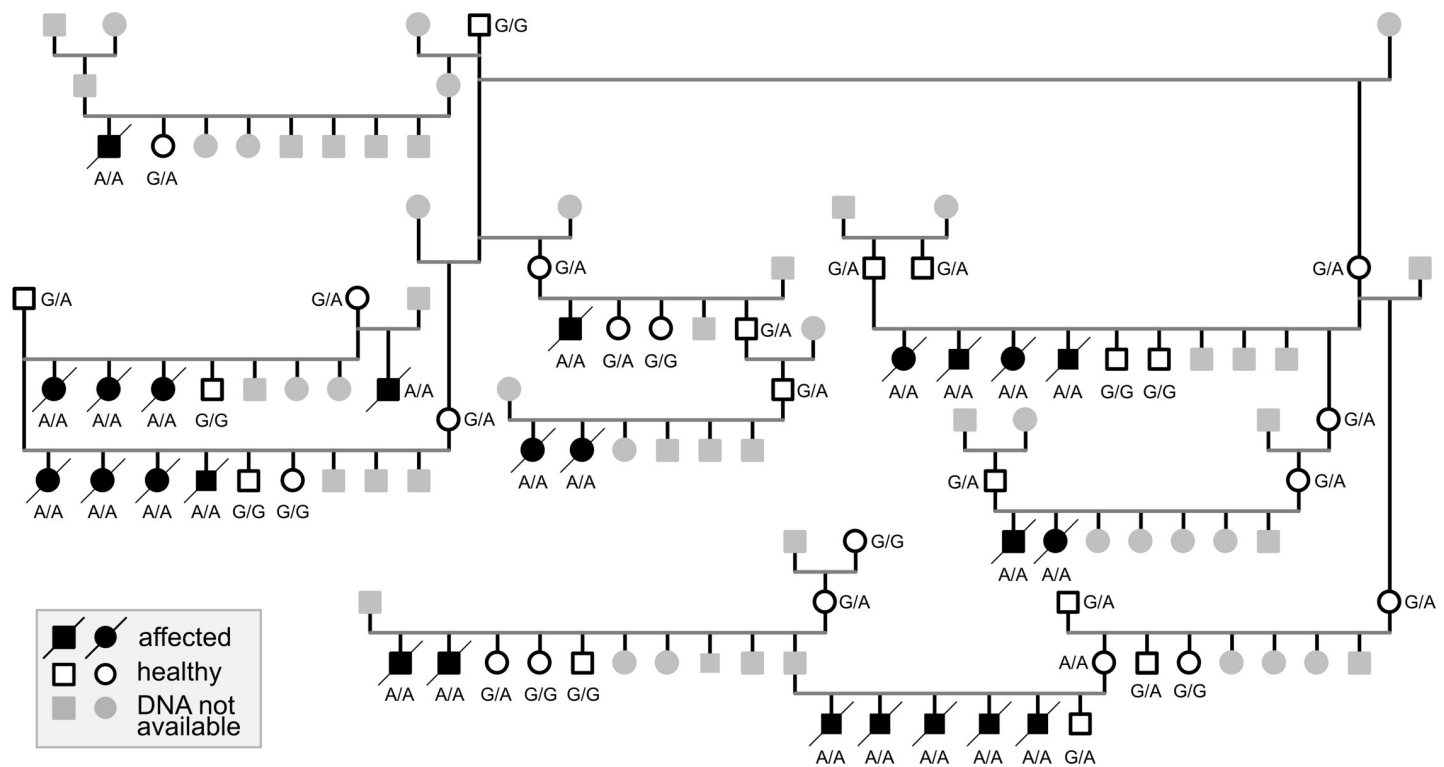 G/G
A/A G/A
G/A G/A G/A G/A
G/A G/A G/A
A/A G/A G/G
A/A A/A A/A A/A G/G G/G
A/A A/A A/A G/G A/A G/A
G/A G/A
A/A A/A
G/A G/A
A/A A/A A/A A/A G/G G/G
G/G
A/A A/A
G/A G/A G/A
A/A
A/A A/A G/A G/G G/G
G/A G/G
A/A A/A A/A A/A A/A G/A
affected
healthy
DNA not
available